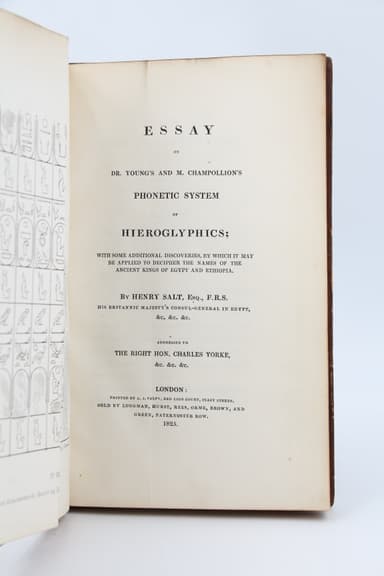 ESSAY
ON
DR. YOUNG'S AND M. CHAMPOLLION'S
PHONETIC SYSTEM
OF
HIEROGLYPHICS;
WITH SOME ADDITIONAL DISCOVERIES, BY WHICH IT MAY
BE APPLIED TO DECIPHER THE NAMES OF THE
ANCIENT KINGS OF EGYPT AND ETHIOPIA.
BY HENRY SALT, ESQ., F.R.S.
HIS BRITANNIC MAJESTY'S CONSUL-GENERAL IN EGYPT,
&c. &c. &c.
ADDRESSED TO
THE RIGHT HON. CHARLES YORKE,
&c. &c. &c.
LONDON:
PRINTED BY A. J. VALPY, RED LION COURT, FLEET STREET,
SOLD BY LONGMAN, HURST, REES, ORME, BROWN, AND
GREEN, PATERNOSTER ROW.
1825.